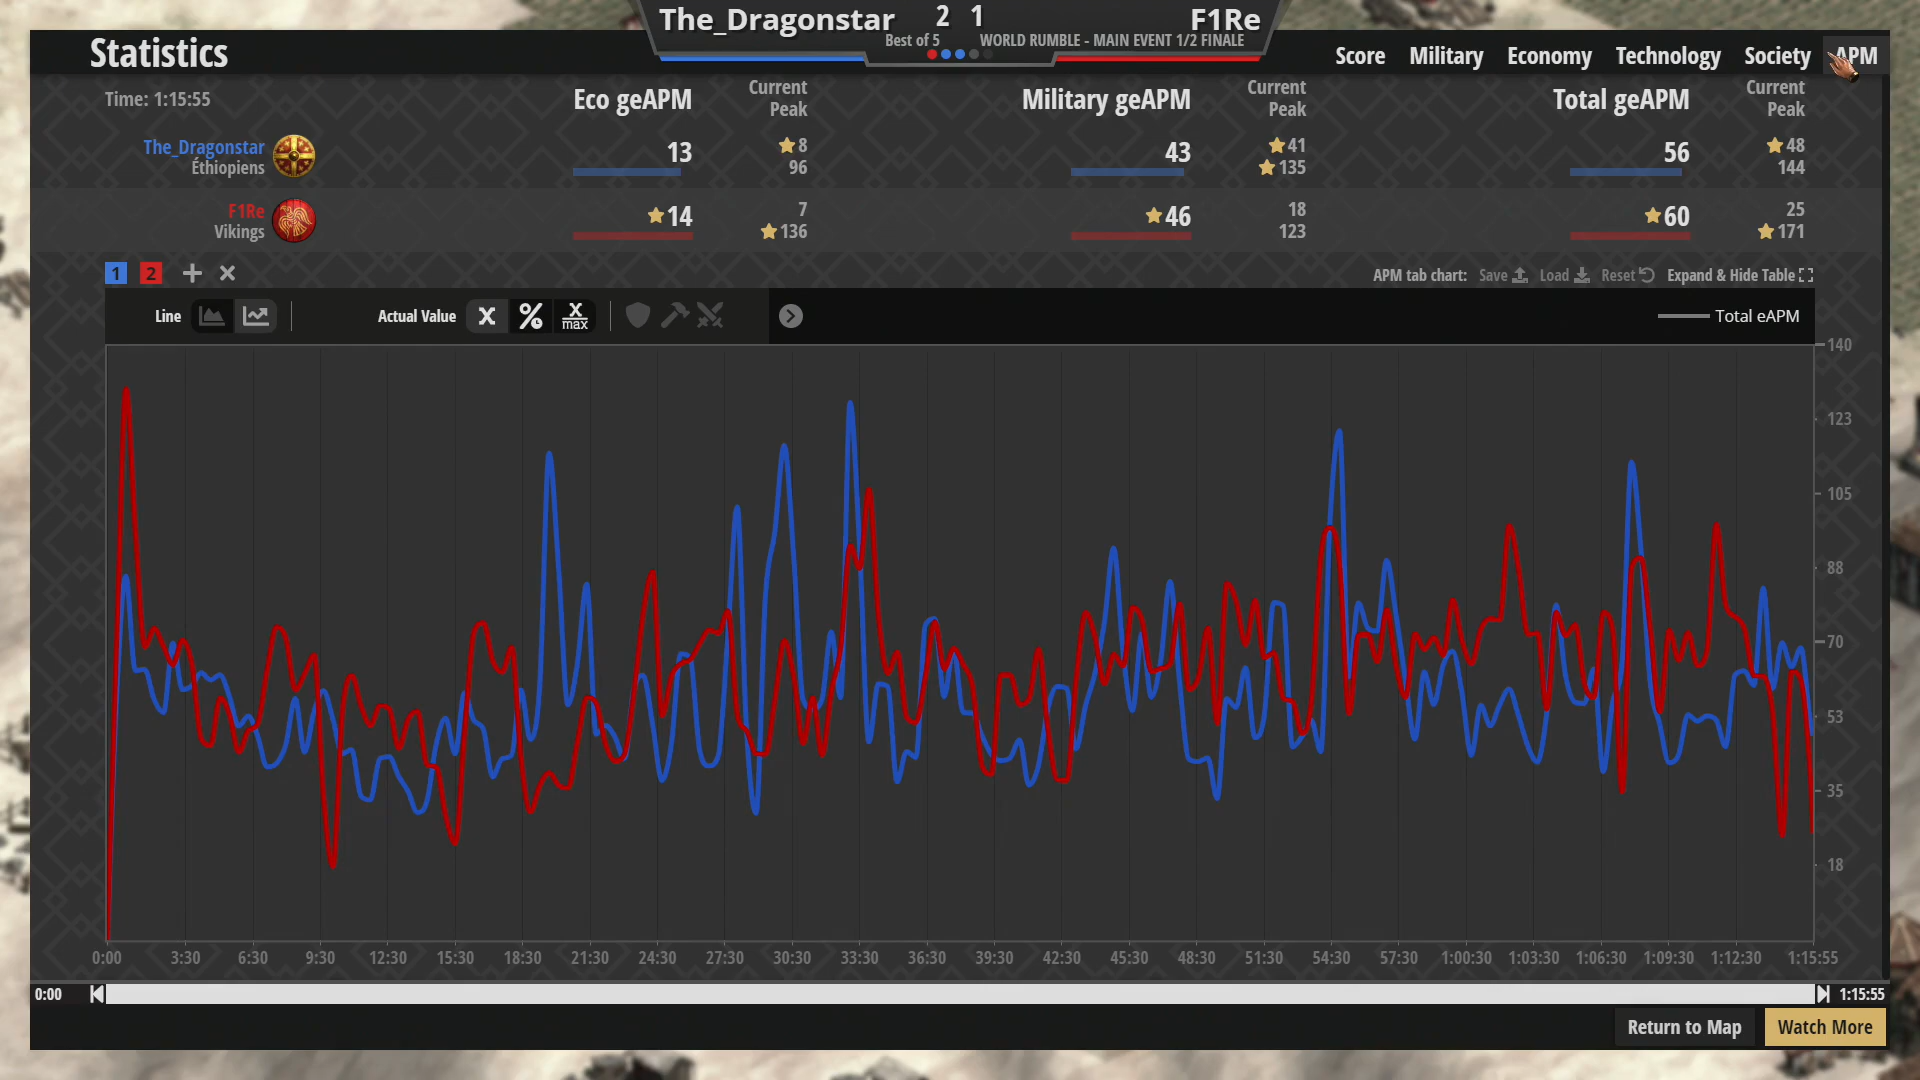 The_Dragonstar 2 1 F1Re
Best of 5 WORLD RUMBLE - MAIN EVENT 1/2 FINALE
Statistics
Score Military Economy Technology Society APM
Time: 1:15:55
Eco geAPM Current Peak Military geAPM Current Peak Total geAPM Current Peak
The_Dragonstar
Éthiopiens
13 8 96 43 41 135 56 48 144
F1Re
Vikings
14 7 136 46 18 123 60 25 171
1 2
APM tab chart: Save Load Reset Expand & Hide Table
Line Actual Value X % X max
Total eAPM
140
123
105
88
70
53
35
18
0:00 3:30 6:30 9:30 12:30 15:30 18:30 21:30 24:30 27:30 30:30 33:30 36:30 39:30 42:30 45:30 48:30 51:30 54:30 57:30 1:00:30 1:03:30 1:06:30 1:09:30 1:12:30 1:15:55
0:00 1:15:55
Return to Map Watch More